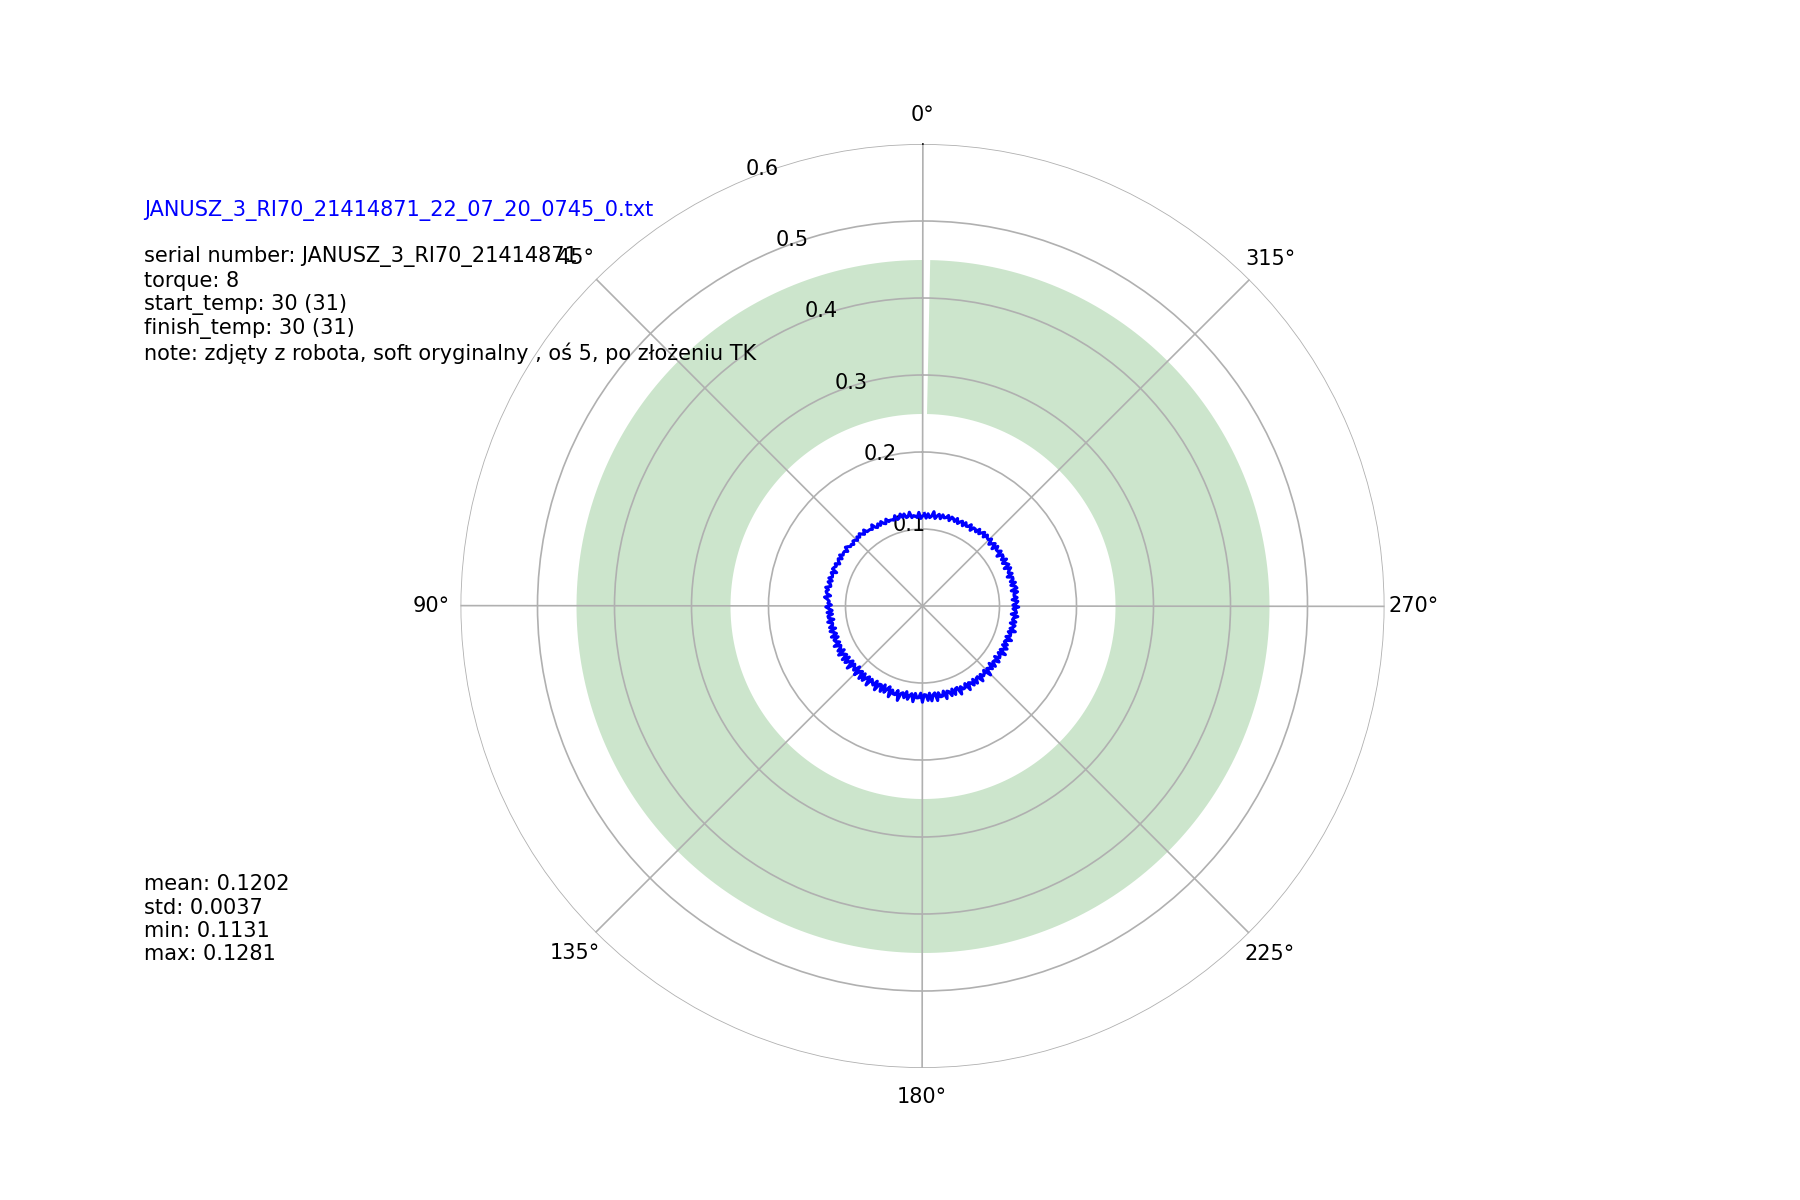 0°
0.6
JANUSZ_3_RI70_21414871_22_07_20_0745_0.txt
0.5
serial number: JANUSZ_3_RI70_21414871
45°
315°
torque: 8
start_temp: 30 (31)
0.4
finish_temp: 30 (31)
note: zdjęty z robota, soft oryginalny , oś 5, po złożeniu TK
0.3
0.2
0.1
90°
270°
mean: 0.1202
std: 0.0037
min: 0.1131
max: 0.1281
135°
225°
180°